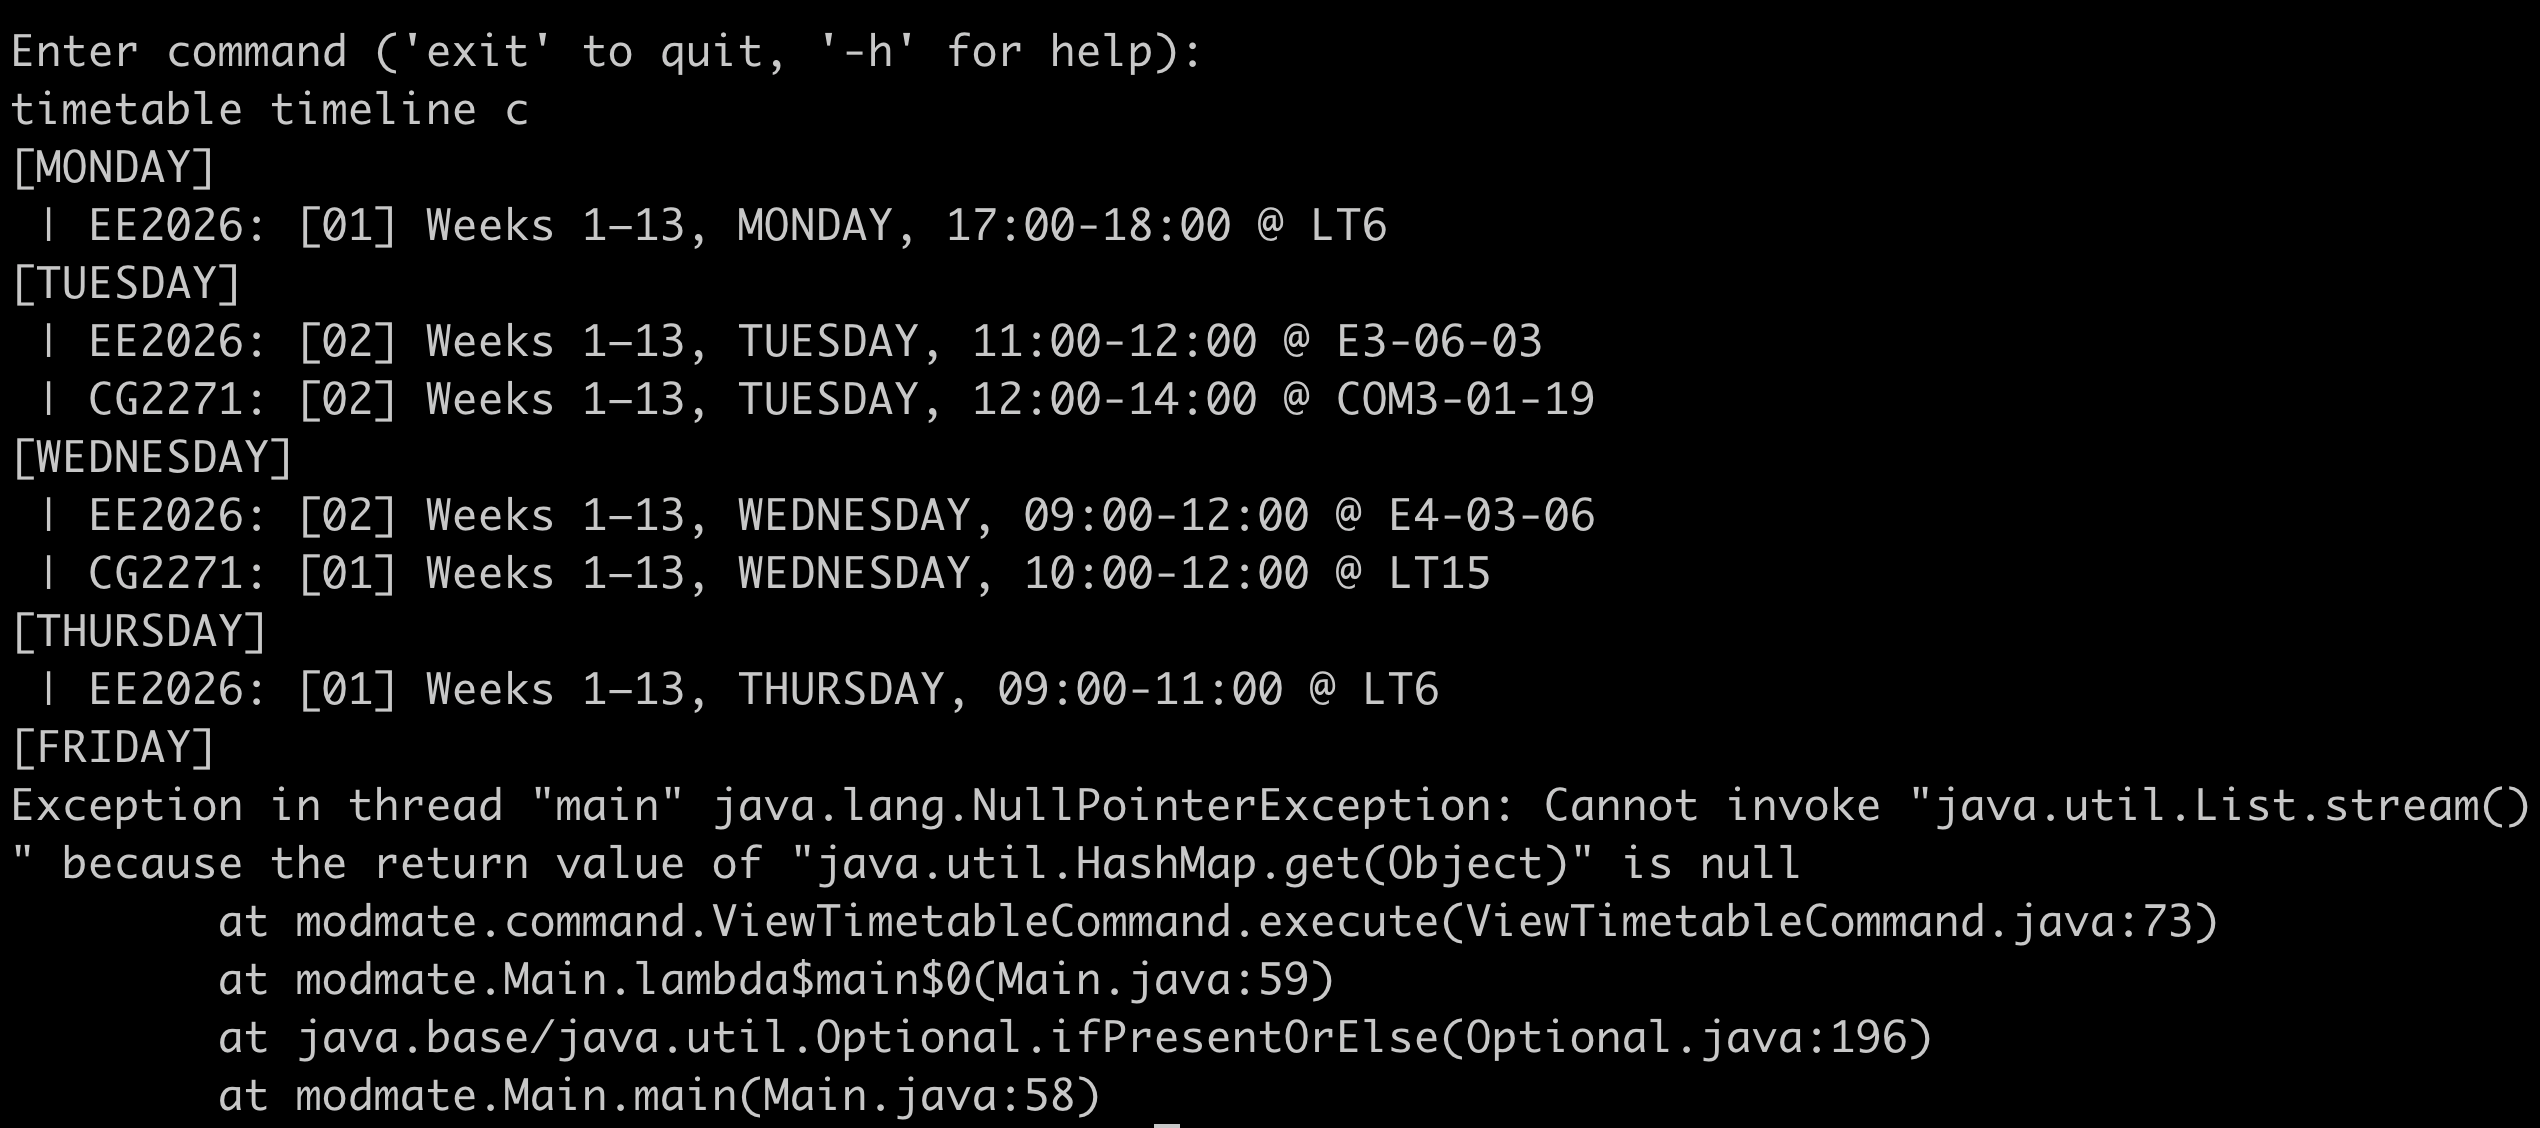 Enter command ('exit' to quit, '-h' for help):
timetable timeline c
[MONDAY]
 | EE2026: [01] Weeks 1–13, MONDAY, 17:00-18:00 @ LT6
[TUESDAY]
 | EE2026: [02] Weeks 1–13, TUESDAY, 11:00-12:00 @ E3-06-03
 | CG2271: [02] Weeks 1–13, TUESDAY, 12:00-14:00 @ COM3-01-19
[WEDNESDAY]
 | EE2026: [02] Weeks 1–13, WEDNESDAY, 09:00-12:00 @ E4-03-06
 | CG2271: [01] Weeks 1–13, WEDNESDAY, 10:00-12:00 @ LT15
[THURSDAY]
 | EE2026: [01] Weeks 1–13, THURSDAY, 09:00-11:00 @ LT6
[FRIDAY]
Exception in thread "main" java.lang.NullPointerException: Cannot invoke "java.util.List.stream()
" because the return value of "java.util.HashMap.get(Object)" is null
        at modmate.command.ViewTimetableCommand.execute(ViewTimetableCommand.java:73)
        at modmate.Main.lambda$main$0(Main.java:59)
        at java.base/java.util.Optional.ifPresentOrElse(Optional.java:196)
        at modmate.Main.main(Main.java:58)